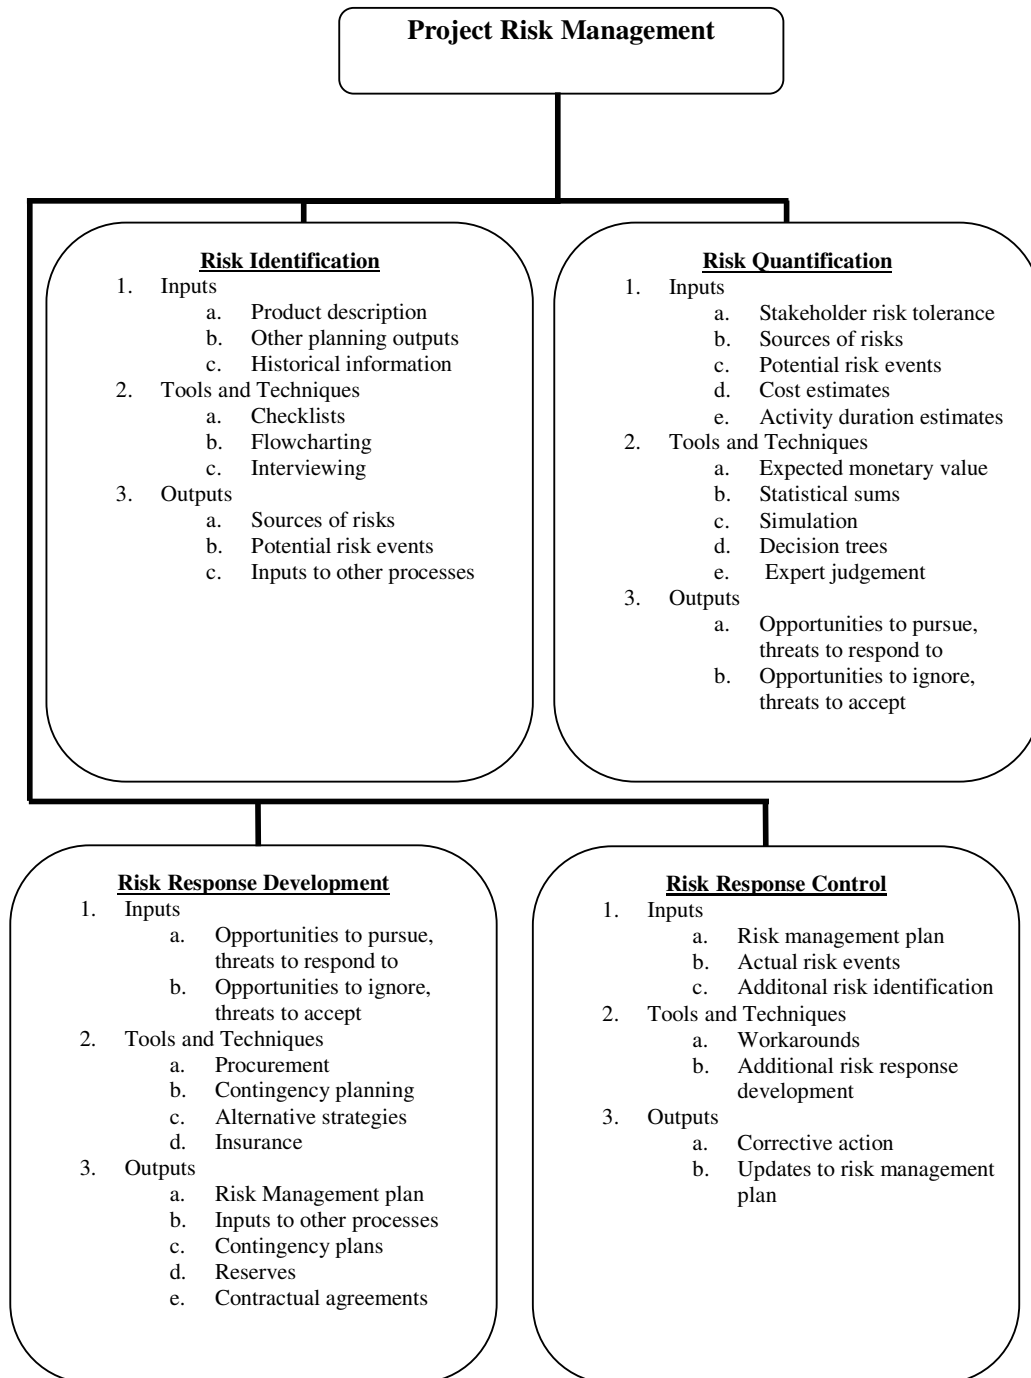 Project Risk Management
Risk Identification
1. Inputs
a. Product description
b. Other planning outputs
c. Historical information
2. Tools and Techniques
a. Checklists
b. Flowcharting
c. Interviewing
3. Outputs
a. Sources of risks
b. Potential risk events
c. Inputs to other processes
Risk Quantification
1. Inputs
a. Stakeholder risk tolerance
b. Sources of risks
c. Potential risk events
d. Cost estimates
e. Activity duration estimates
2. Tools and Techniques
a. Expected monetary value
b. Statistical sums
c. Simulation
d. Decision trees
e. Expert judgement
3. Outputs
a. Opportunities to pursue,
threats to respond to
b. Opportunities to ignore,
threats to accept
Risk Response Development
1. Inputs
a. Opportunities to pursue,
threats to respond to
b. Opportunities to ignore,
threats to accept
2. Tools and Techniques
a. Procurement
b. Contingency planning
c. Alternative strategies
d. Insurance
3. Outputs
a. Risk Management plan
b. Inputs to other processes
c. Contingency plans
d. Reserves
e. Contractual agreements
Risk Response Control
1. Inputs
a. Risk management plan
b. Actual risk events
c. Additonal risk identification
2. Tools and Techniques
a. Workarounds
b. Additional risk response
development
3. Outputs
a. Corrective action
b. Updates to risk management
plan